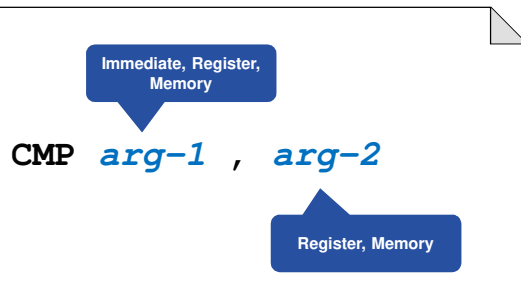 Immediate, Register,
Memory
CMP arg-1 , arg-2
Register, Memory